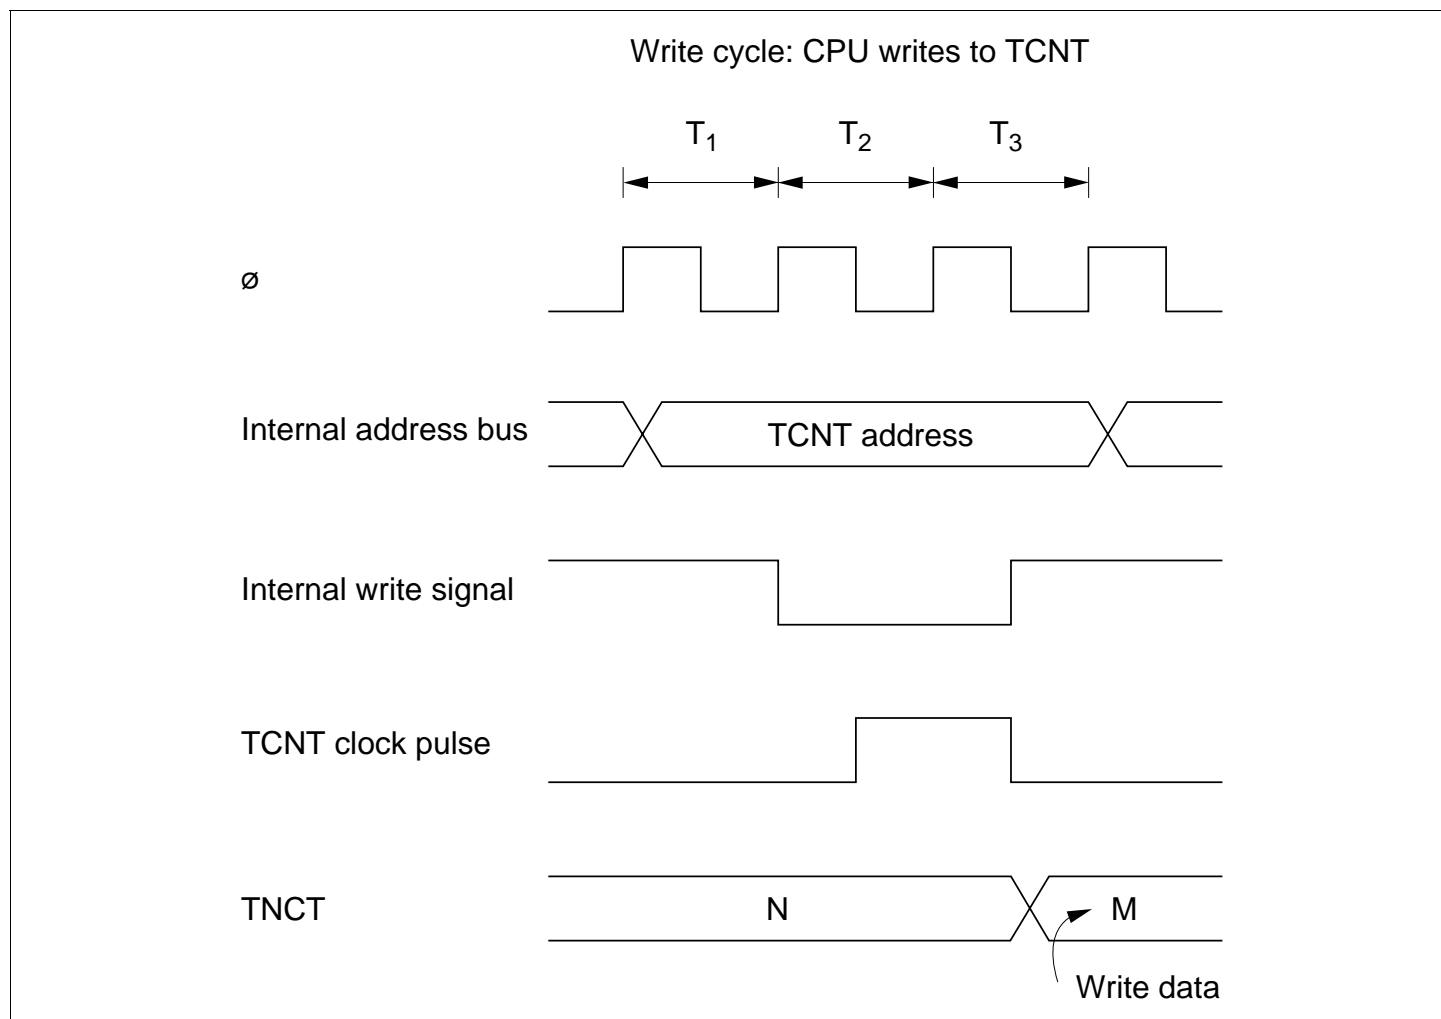 Write cycle: CPU writes to TCNT
T1 T2 T3
ø
Internal address bus TCNT address
Internal write signal
TCNT clock pulse
TNCT N M
Write data